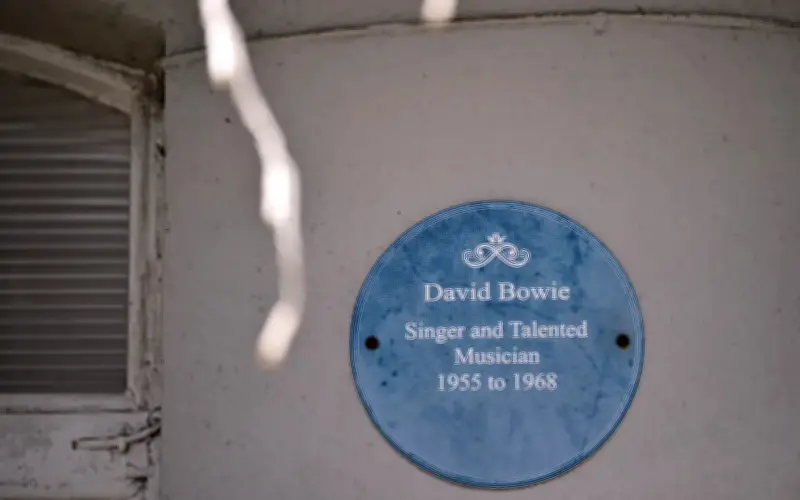 David Bowie
Singer and Talented
Musician
1955 to 1968